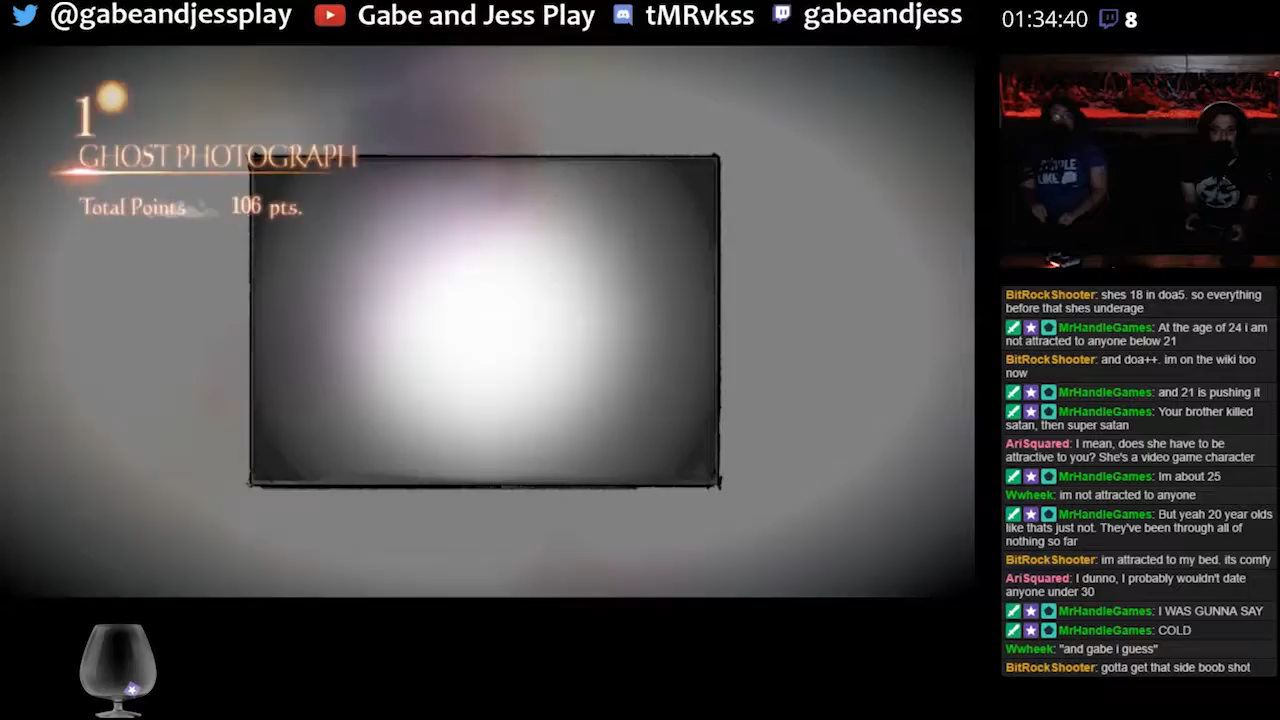 @gabeandjessplay Gabe and Jess Play tMRvkss gabeandjess
01:34:40 8
1
GHOST PHOTOGRAPH
Total Points 106 pts.
BitRockShooter: shes 18 in doa5. so everything
before that shes underage
MrHandleGames: At the age of 24 i am
not attracted to anyone below 21
BitRockShooter: and doa++. im on the wiki too
now
MrHandleGames: and 21 is pushing it
MrHandleGames: Your brother killed
satan, then super satan
AriSquared: I mean, does she have to be
attractive to you? She's a video game character
MrHandleGames: Im about 25
Wwheek: im not attracted to anyone
MrHandleGames: But yeah 20 year olds
like thats just not. They've been through all of
nothing so far
BitRockShooter: im attracted to my bed. its comfy
AriSquared: I dunno, I probably wouldn't date
anyone under 30
MrHandleGames: I WAS GUNNA SAY
MrHandleGames: COLD
Wwheek: "and gabe i guess"
BitRockShooter: gotta get that side boob shot